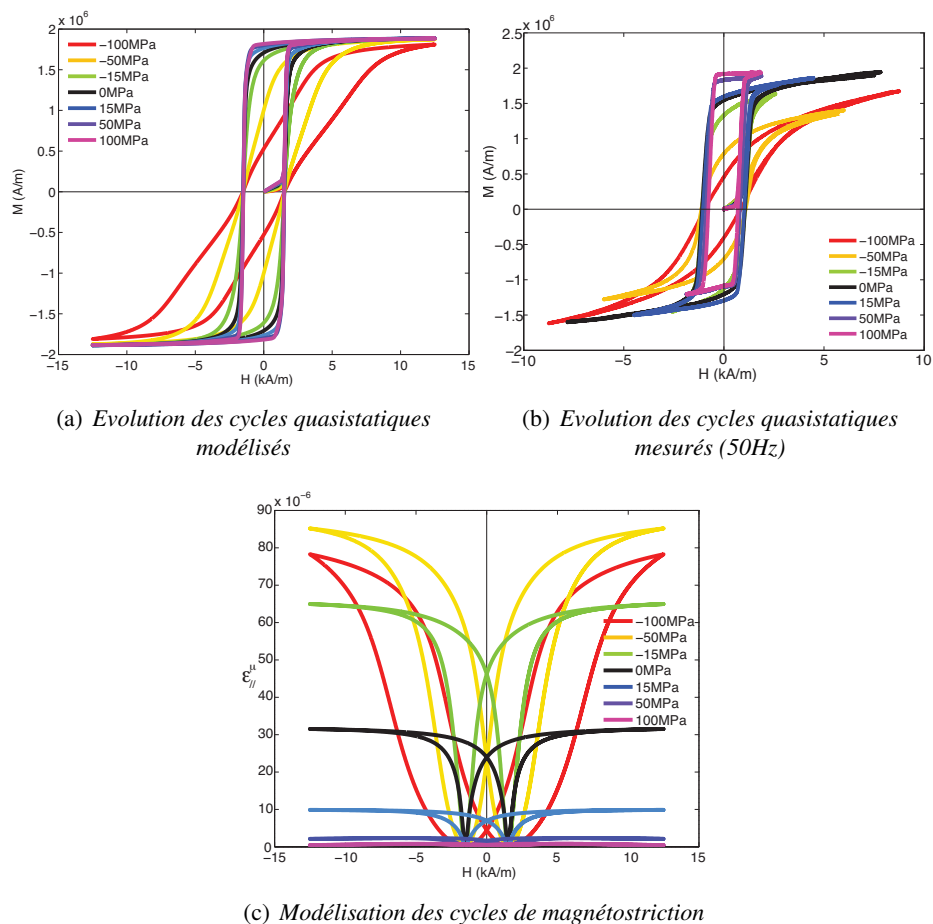 x 10⁶
2
1.5
1
0.5
0
−0.5
−1
−1.5
−2
M (A/m)
−100MPa
−50MPa
−15MPa
0MPa
15MPa
50MPa
100MPa
−15 −10 −5 0 5 10 15
H (kA/m)
(a) Evolution des cycles quasistatiques
modélisés
x 10⁶
2.5
2
1.5
1
0.5
0
−0.5
−1
−1.5
−2
M (A/m)
−100MPa
−50MPa
−15MPa
0MPa
15MPa
50MPa
100MPa
−10 −5 0 5 10
H (kA/m)
(b) Evolution des cycles quasistatiques
mesurés (50Hz)
x 10⁻⁶
90
80
70
60
50
40
30
20
10
0
ε//μ
−100MPa
−50MPa
−15MPa
0MPa
15MPa
50MPa
100MPa
−15 −10 −5 0 5 10 15
H (kA/m)
(c) Modélisation des cycles de magnétostriction